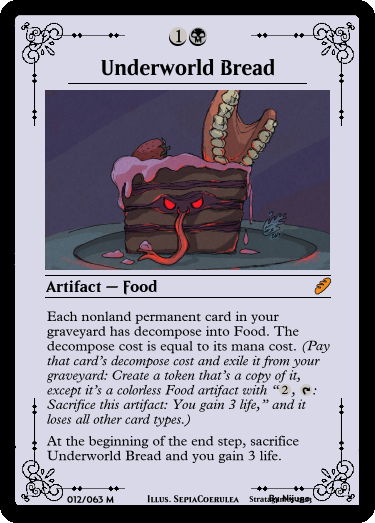 1
Underworld Bread
Artifact — Food
Each nonland permanent card in your
graveyard has decompose into Food. The
decompose cost is equal to its mana cost. (Pay
that card's decompose cost and exile it from your
graveyard: Create a token that's a copy of it,
except it's a colorless Food artifact with “2, :
Sacrifice this artifact: You gain 3 life,” and it
loses all other card types.)
At the beginning of the end step, sacrifice
Underworld Bread and you gain 3 life.
012/063 M Illus. SepiaCoerulea By Nijuno